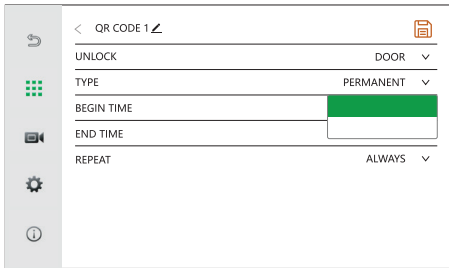 QR CODE 1
UNLOCK DOOR
TYPE PERMANENT
BEGIN TIME
END TIME
REPEAT ALWAYS